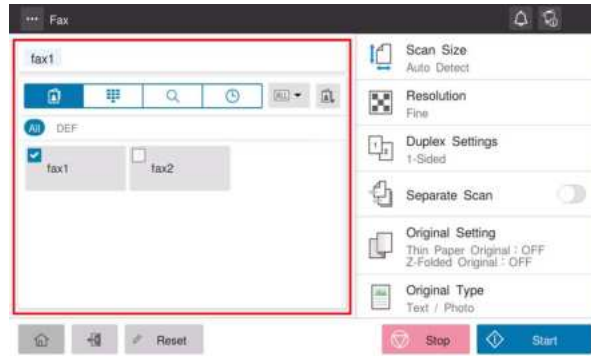 Fax
fax1
ALL
All DEF
fax1 fax2
Scan Size
Auto Detect
Resolution
Fine
Duplex Settings
1-Sided
Separate Scan
Original Setting
Thin Paper Original : OFF
Z-Folded Original : OFF
Original Type
Text / Photo
Reset
Stop
Start